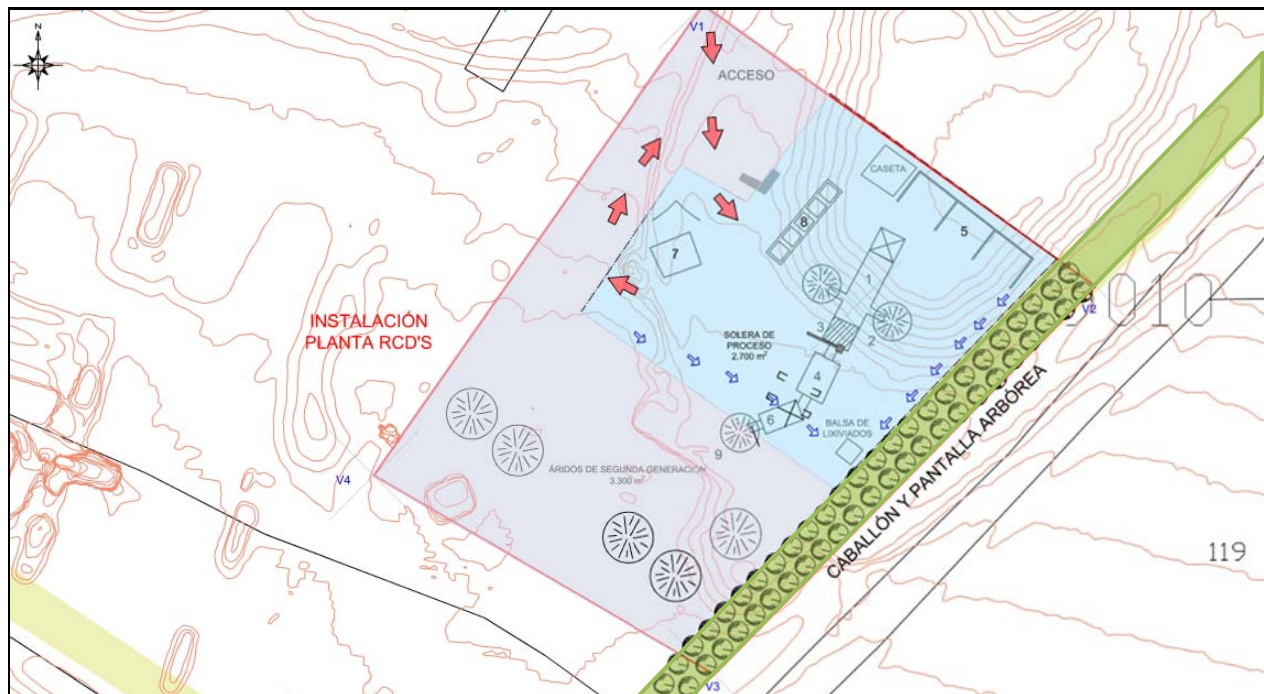 N
V1
ACCESO
CASETA
8
5
7
1
INSTALACIÓN
PLANTA RCD'S
3
2
V2
SOLERA DE
PROCESO
2.700 m²
4
6
BALSA DE
LIXIVIADOS
9
ÁRIDOS DE SEGUNDA GENERACIÓN
3.300 m²
V4
CABALLÓN Y PANTALLA ARBÓREA
119
V3